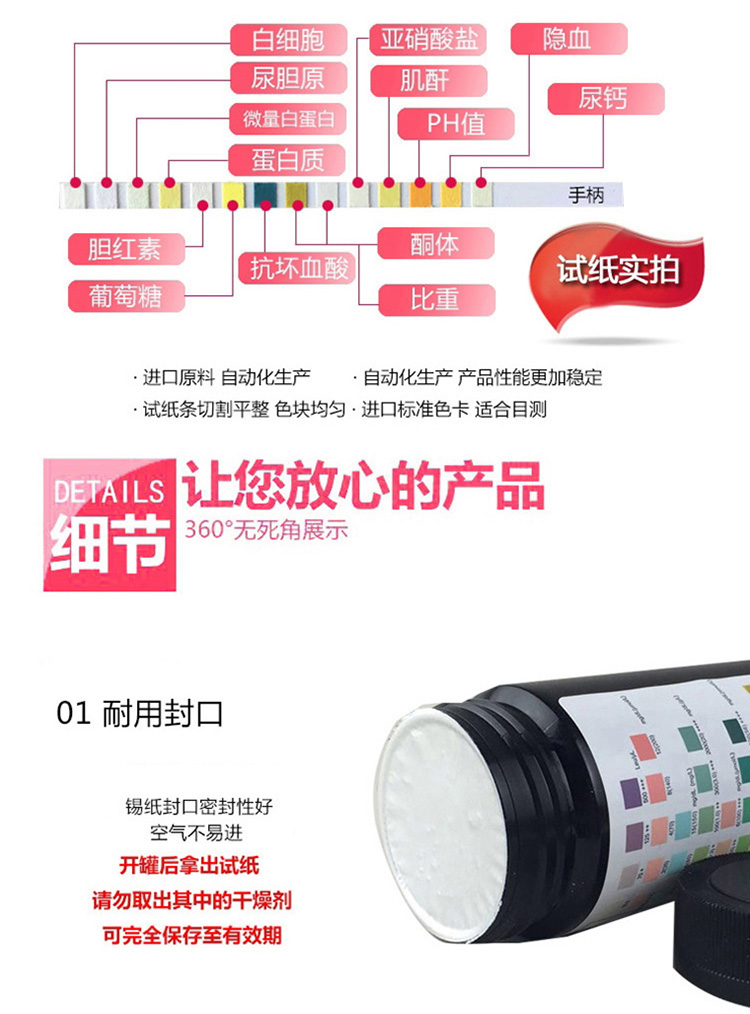 白细胞
亚硝酸盐
隐血
尿胆原
肌酐
尿钙
微量白蛋白
PH值
蛋白质
手柄
胆红素
抗坏血酸
酮体
葡萄糖
比重
试纸实拍
· 进口原料 自动化生产
· 自动化生产 产品性能更加稳定
· 试纸条切割平整 色块均匀
· 进口标准色卡 适合目测
DETAILS
细节
让您放心的产品
360°无死角展示
01 耐用封口
锡纸封口密封性好
空气不易进
开罐后拿出试纸
请勿取出其中的干燥剂
可完全保存至有效期